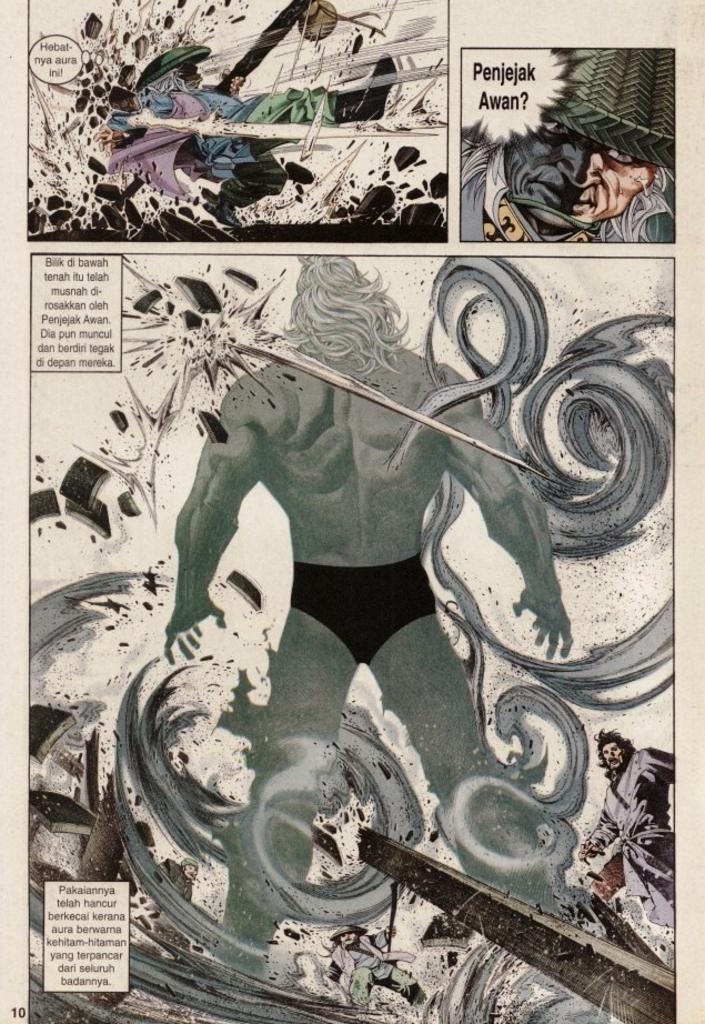 Hebat-
nya aura
ini!
Penjejak
Awan?
Bilik di bawah
tenah itu telah
musnah di-
rosakkan oleh
Penjejak Awan.
Dia pun muncul
dan berdiri tegak
di depan mereka.
Pakaiannya
telah hancur
berkecai kerana
aura berwarna
kehitam-hitaman
yang terpancar
dari seluruh
badannya.
10